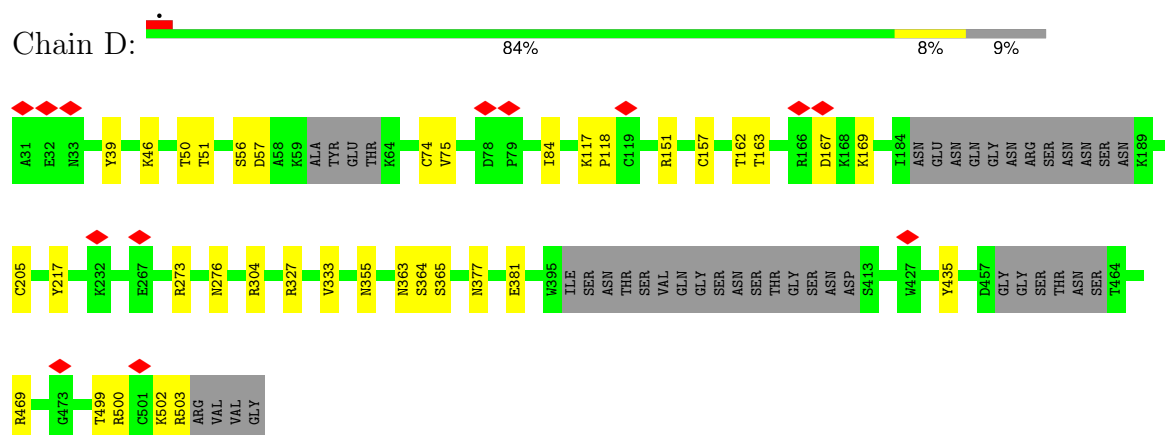 Chain D:
84% 8% 9%
A31 E32 N33 Y39 K46 T50 T51 S56 D57 A58 K59 ALA TYR GLU THR K64 C74 V75 D78 P79 I84 K117 P118 C119 R151 C157 T162 T163 R166 D167 K168 K169 I184 ASN GLU ASN GLN GLY ASN ARG SER ASN ASN SER ASN K189
C205 Y217 K232 E267 R273 N276 R304 R327 V333 N355 N363 S364 S365 N377 E381 W395 ILE SER ASN THR SER VAL GLN GLY SER ASN SER THR GLY SER ASN ASP S413 W427 Y435 D457 GLY GLY SER THR ASN SER T464
R469 G473 T499 R500 C501 K502 R503 ARG VAL VAL GLY